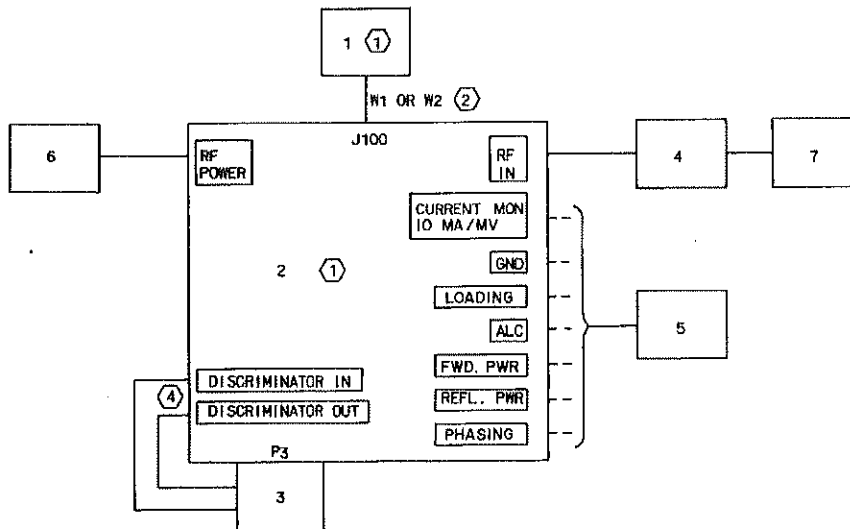 1 1
W1 OR W2 2
J100
6
RF
POWER
RF
IN
4
7
CURRENT MON
10 MA/MV
2 1
GND
LOADING
5
ALC
FWD. PWR
DISCRIMINATOR IN
4
REFL. PWR
DISCRIMINATOR OUT
PHASING
P3
3